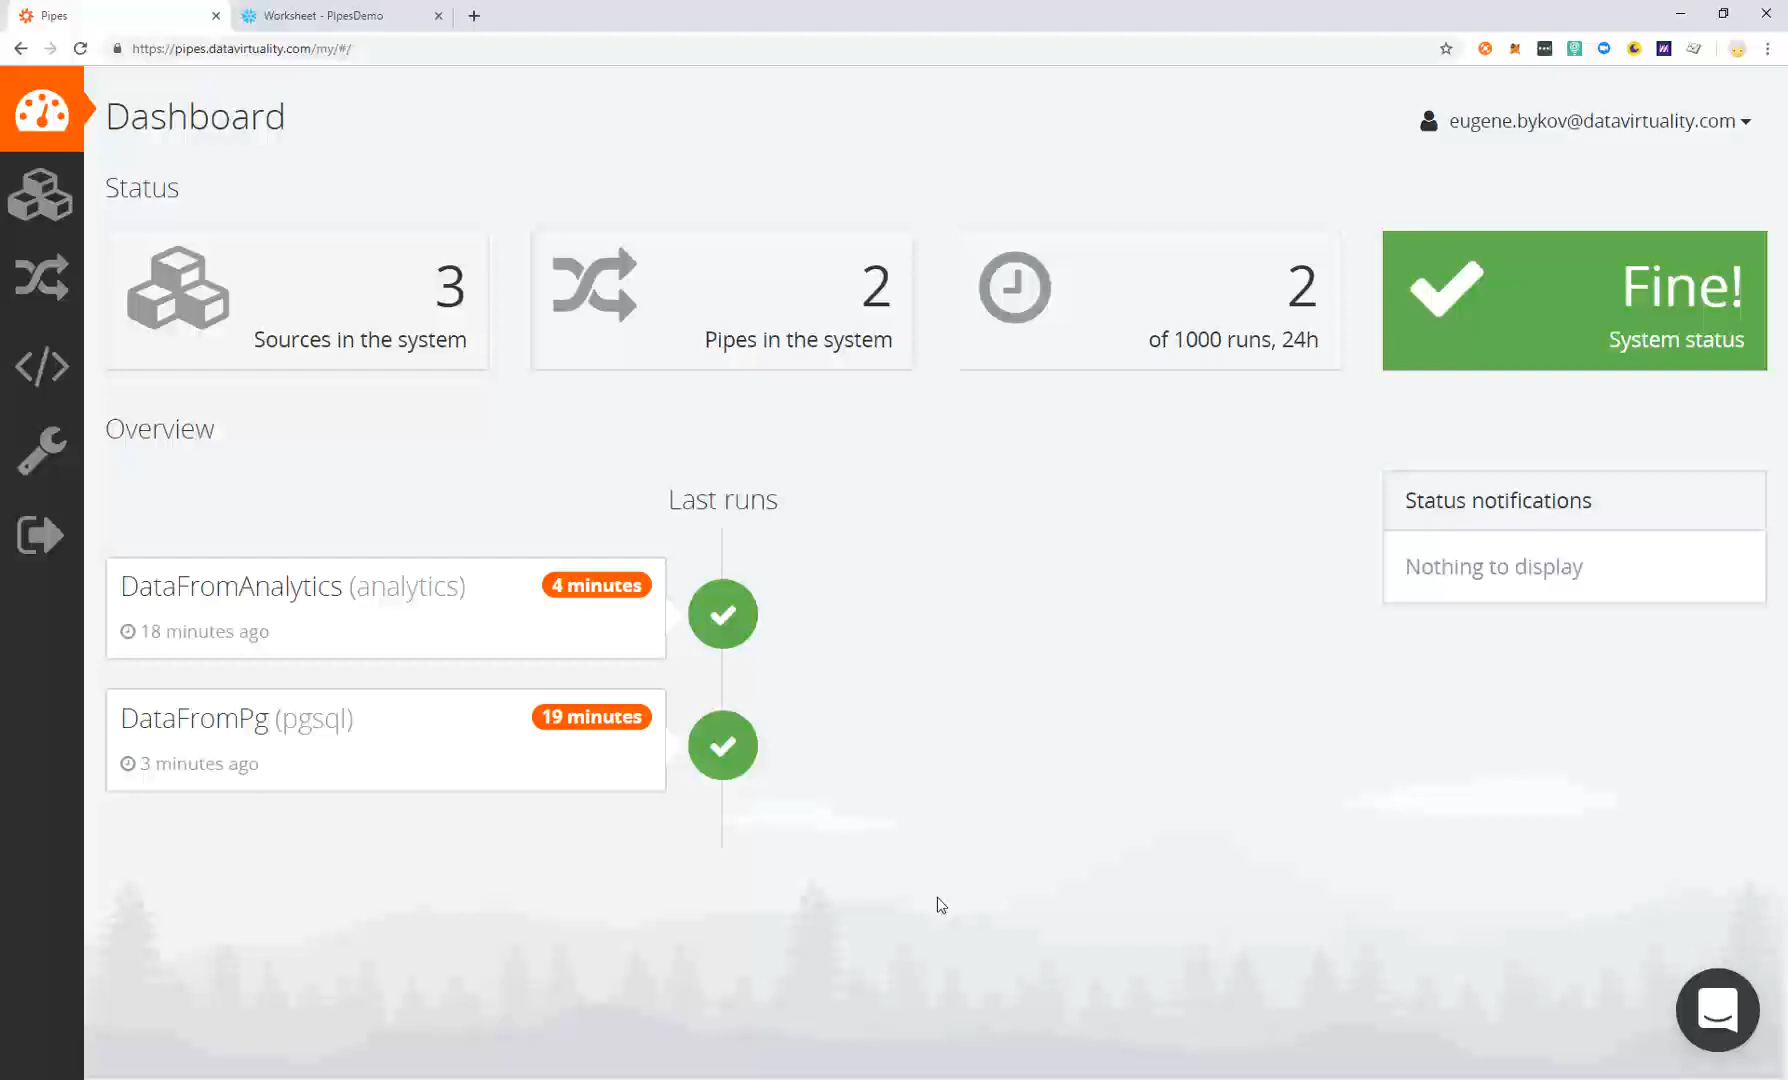 Pipes
Worksheet - PipesDemo
https://pipes.datavirtuality.com/my/#/
Dashboard
eugene.bykov@datavirtuality.com
Status
3
Sources in the system
2
Pipes in the system
2
of 1000 runs, 24h
Fine!
System status
Overview
Last runs
Status notifications
Nothing to display
DataFromAnalytics (analytics)
4 minutes
18 minutes ago
DataFromPg (pgsql)
19 minutes
3 minutes ago